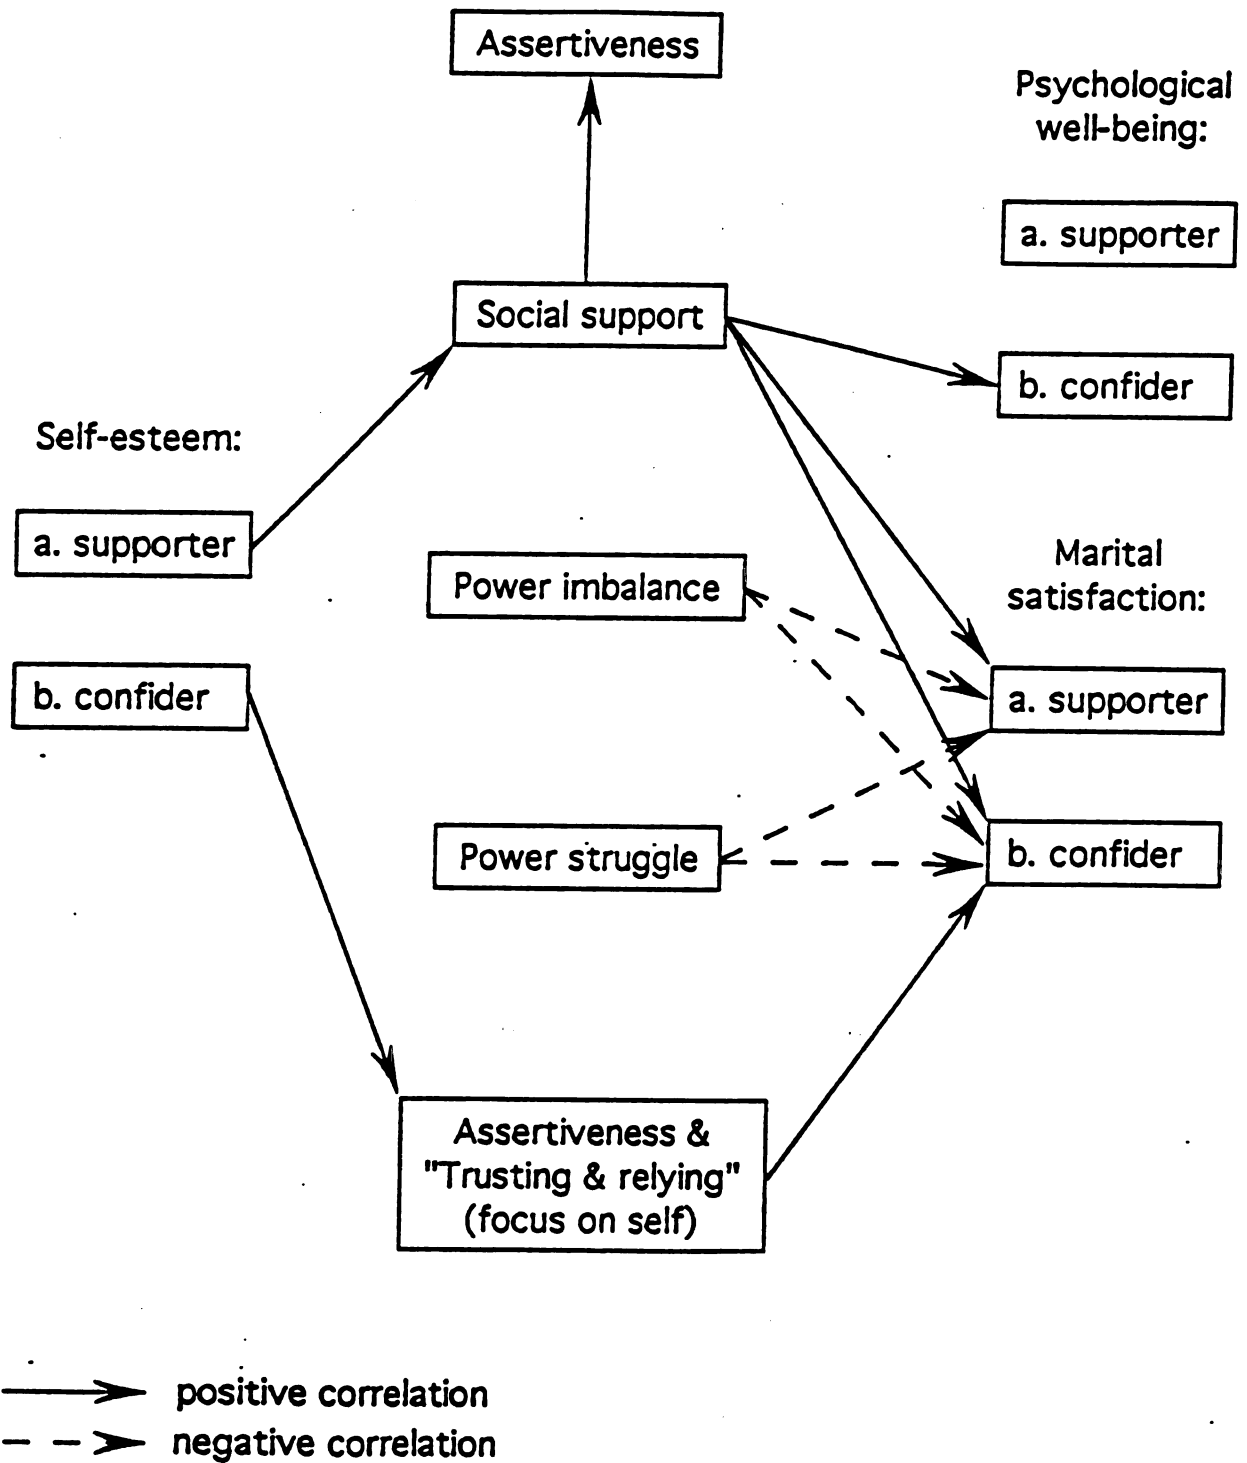 Assertiveness
Psychological
well-being:
a. supporter
Social support
b. confider
Self-esteem:
a. supporter
Marital
satisfaction:
Power imbalance
b. confider
a. supporter
Power struggle
b. confider
Assertiveness &
"Trusting & relying"
(focus on self)
positive correlation
negative correlation